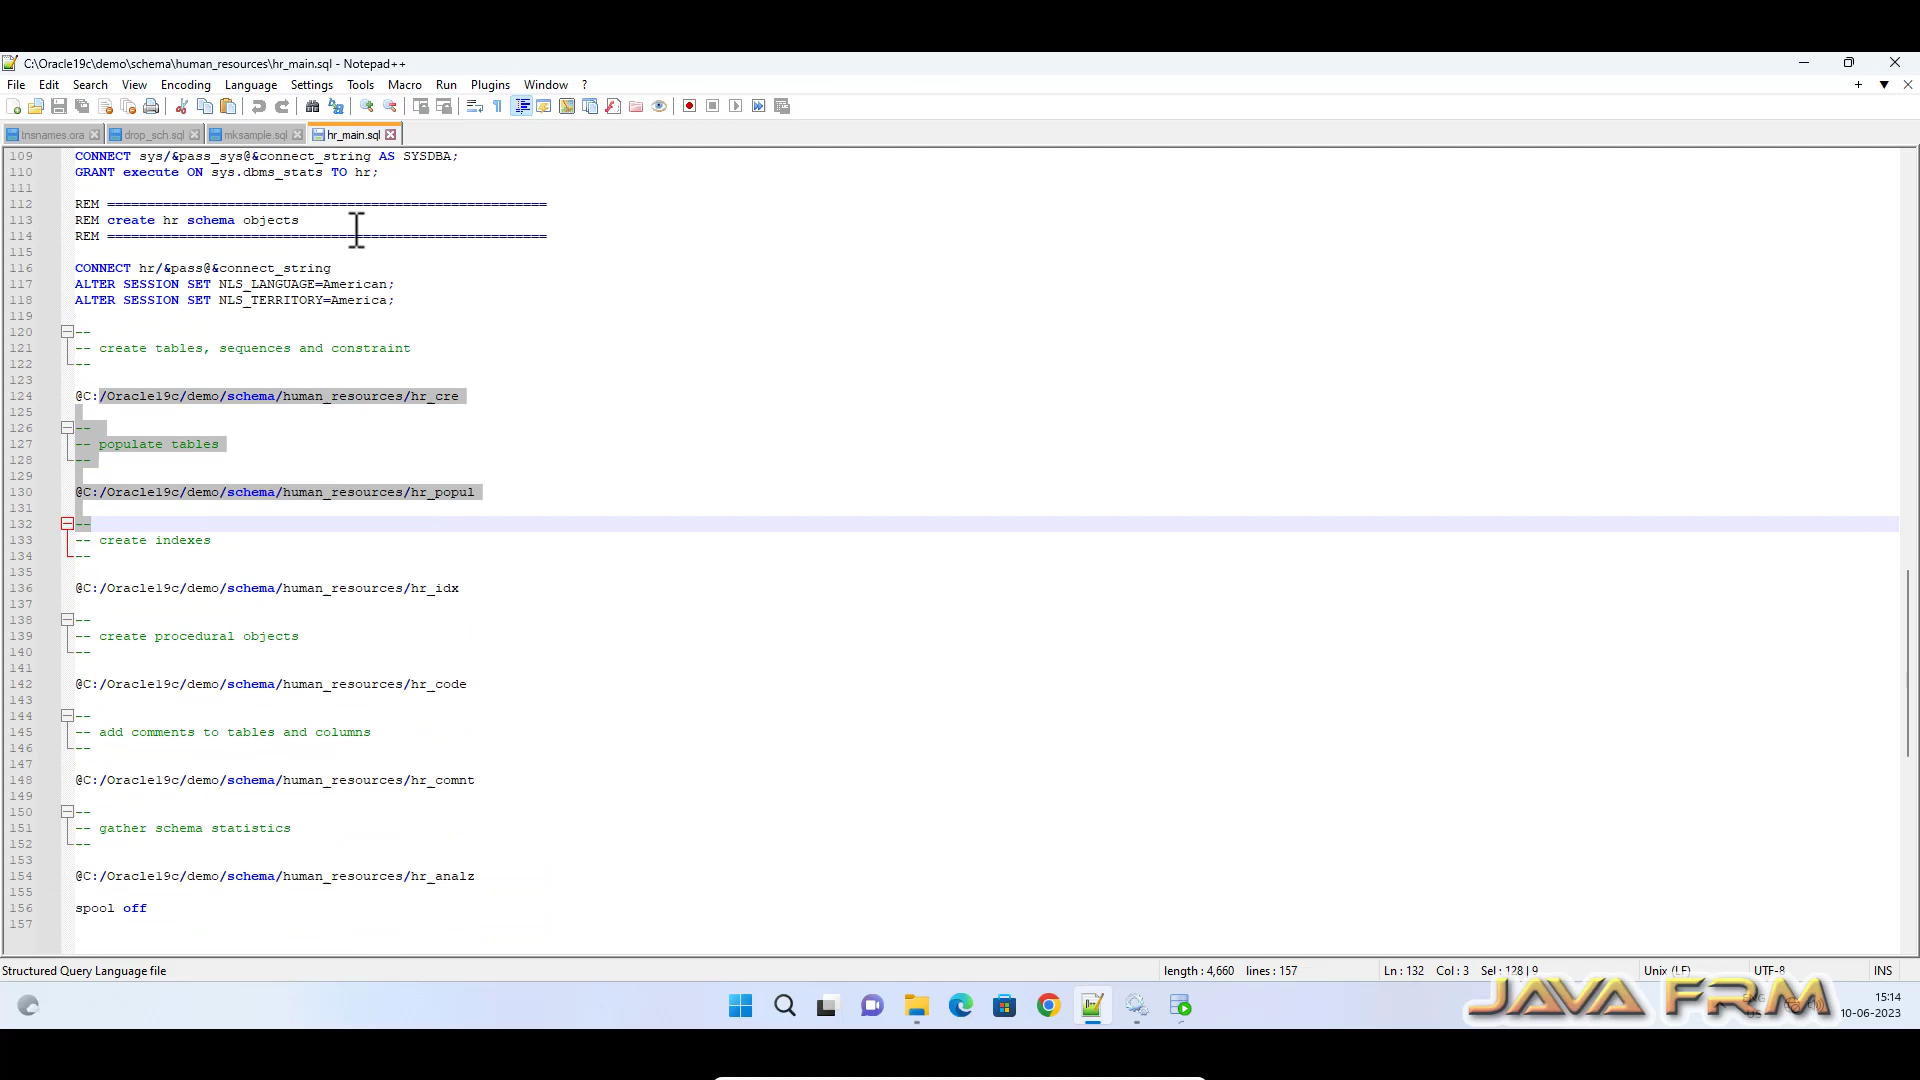 C:\Oracle19c\demo\schema\human_resources\hr_main.sql - Notepad++
File Edit Search View Encoding Language Settings Tools Macro Run Plugins Window ?
tnsnames.ora drop_sch.sql mksample.sql hr_main.sql
109 CONNECT sys/&pass_sys@&connect_string AS SYSDBA;
110 GRANT execute ON sys.dbms_stats TO hr;
111
112 REM =======================================================
113 REM create hr schema objects
114 REM =======================================================
115
116 CONNECT hr/&pass@&connect_string
117 ALTER SESSION SET NLS_LANGUAGE=American;
118 ALTER SESSION SET NLS_TERRITORY=America;
119
120 --
121 -- create tables, sequences and constraint
122 --
123
124 @C:/Oracle19c/demo/schema/human_resources/hr_cre
125
126 --
127 -- populate tables
128 --
129
130 @C:/Oracle19c/demo/schema/human_resources/hr_popul
131
132 --
133 -- create indexes
134 --
135
136 @C:/Oracle19c/demo/schema/human_resources/hr_idx
137
138 --
139 -- create procedural objects
140 --
141
142 @C:/Oracle19c/demo/schema/human_resources/hr_code
143
144 --
145 -- add comments to tables and columns
146 --
147
148 @C:/Oracle19c/demo/schema/human_resources/hr_comnt
149
150 --
151 -- gather schema statistics
152 --
153
154 @C:/Oracle19c/demo/schema/human_resources/hr_analz
155
156 spool off
157
Structured Query Language file length : 4,660 lines : 157 Ln : 132 Col : 3 Sel : 128 | 9 Unix (LF) UTF-8 INS
JAVA FRM
ENG
US
15:14
10-06-2023